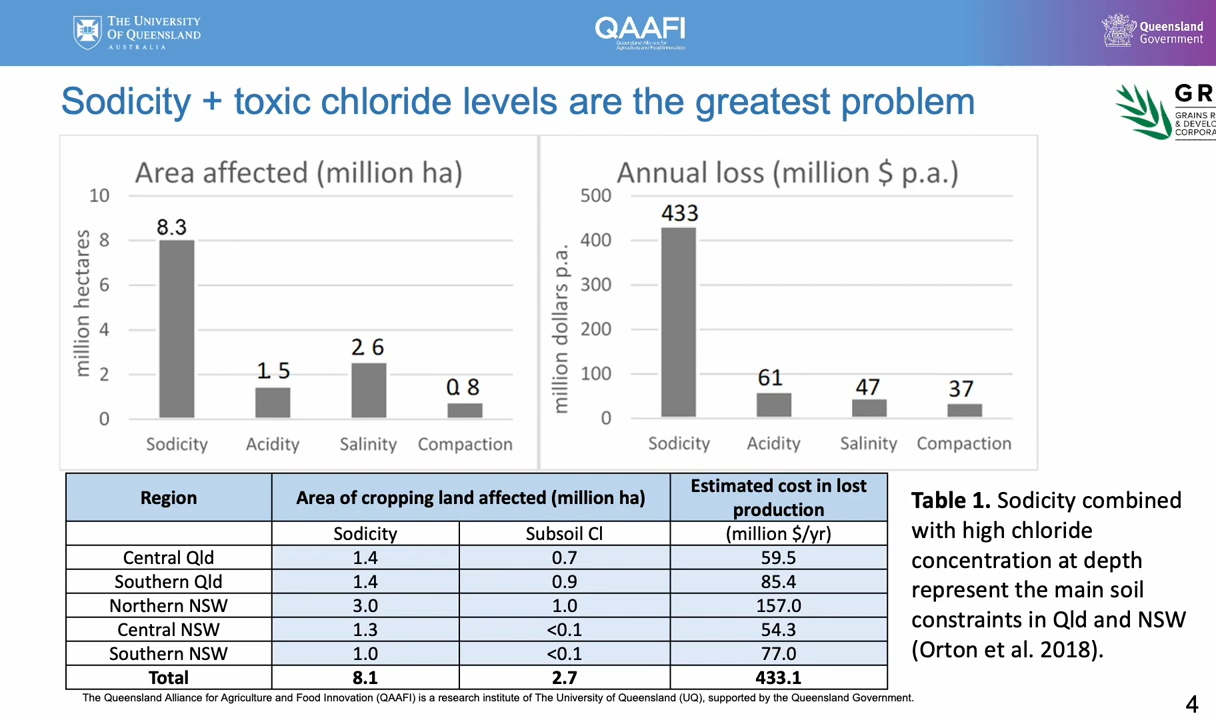 THE UNIVERSITY
OF QUEENSLAND
AUSTRALIA
QAAFI
Queensland Alliance for
Agriculture and Food Innovation
Queensland
Government
Sodicity + toxic chloride levels are the greatest problem
GR
GRAINS R
& DEVELO
CORPORA
Area affected (million ha)
million hectares
10
8
6
4
2
0
8.3
1.5
2.6
0.8
Sodicity Acidity Salinity Compaction
Annual loss (million $ p.a.)
million dollars p.a.
500
400
300
200
100
0
433
61
47
37
Sodicity Acidity Salinity Compaction
Region Area of cropping land affected (million ha) Estimated cost in lost
production
Sodicity Subsoil Cl (million $/yr)
Central Qld 1.4 0.7 59.5
Southern Qld 1.4 0.9 85.4
Northern NSW 3.0 1.0 157.0
Central NSW 1.3 <0.1 54.3
Southern NSW 1.0 <0.1 77.0
Total 8.1 2.7 433.1
Table 1. Sodicity combined
with high chloride
concentration at depth
represent the main soil
constraints in Qld and NSW
(Orton et al. 2018).
The Queensland Alliance for Agriculture and Food Innovation (QAAFI) is a research institute of The University of Queensland (UQ), supported by the Queensland Government.
4